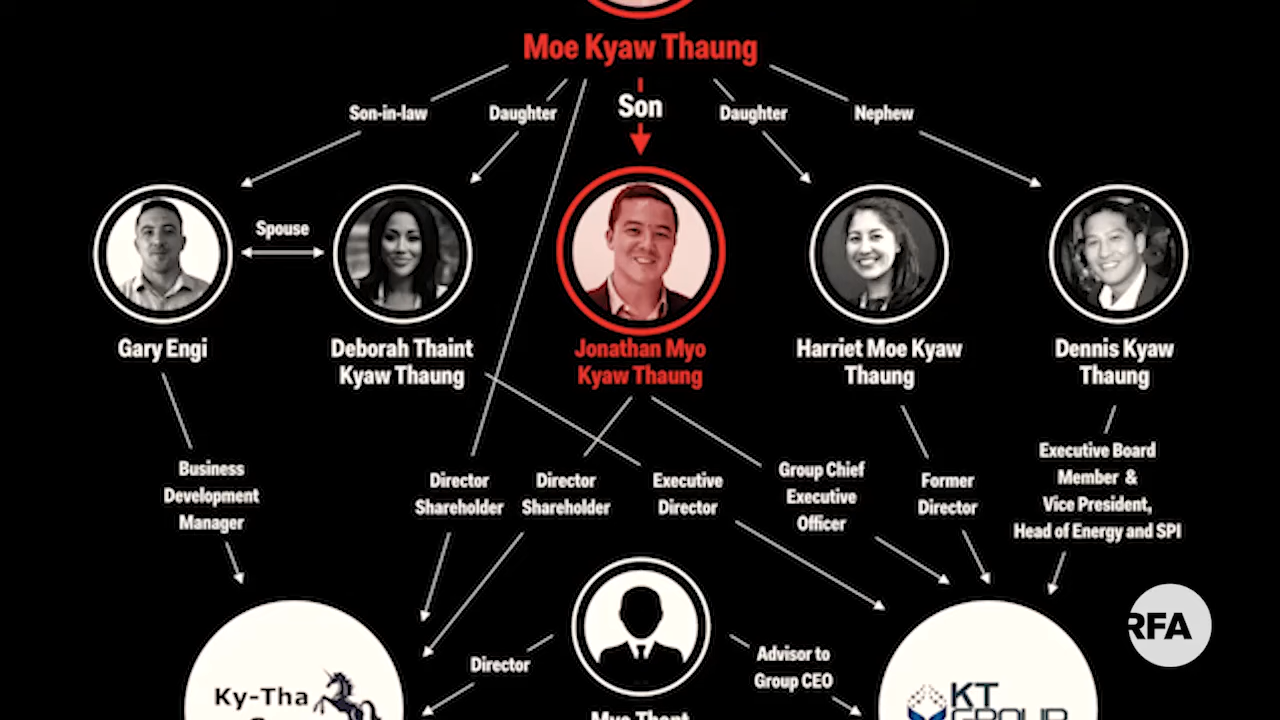 Moe Kyaw Thaung
Son-in-law
Daughter
Son
Daughter
Nephew
Spouse
Gary Engi
Deborah Thaint
Kyaw Thaung
Jonathan Myo
Kyaw Thaung
Harriet Moe Kyaw
Thaung
Dennis Kyaw
Thaung
Business
Development
Manager
Director
Shareholder
Director
Shareholder
Executive
Director
Group Chief
Executive
Officer
Former
Director
Executive Board
Member &
Vice President,
Head of Energy and SPI
Director
Advisor to
Group CEO
RFA
Ky-Tha
KT
GROUP